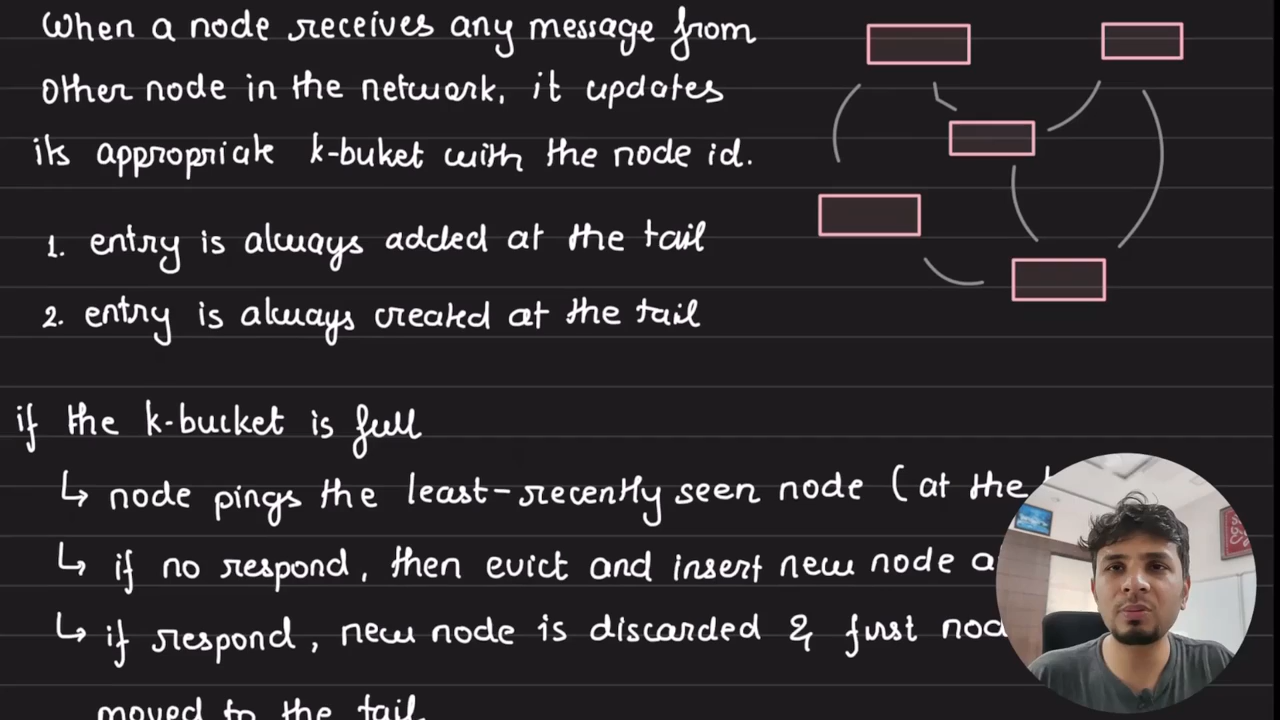 When a node receives any message from
other node in the network, it updates
its appropriate k-buket with the node id.
1. entry is always added at the tail
2. entry is always created at the tail
if the k-bucket is full
↳ node pings the least-recently seen node (at the
↳ if no respond, then evict and insert new node
↳ if respond, new node is discarded & first
moved to the tail